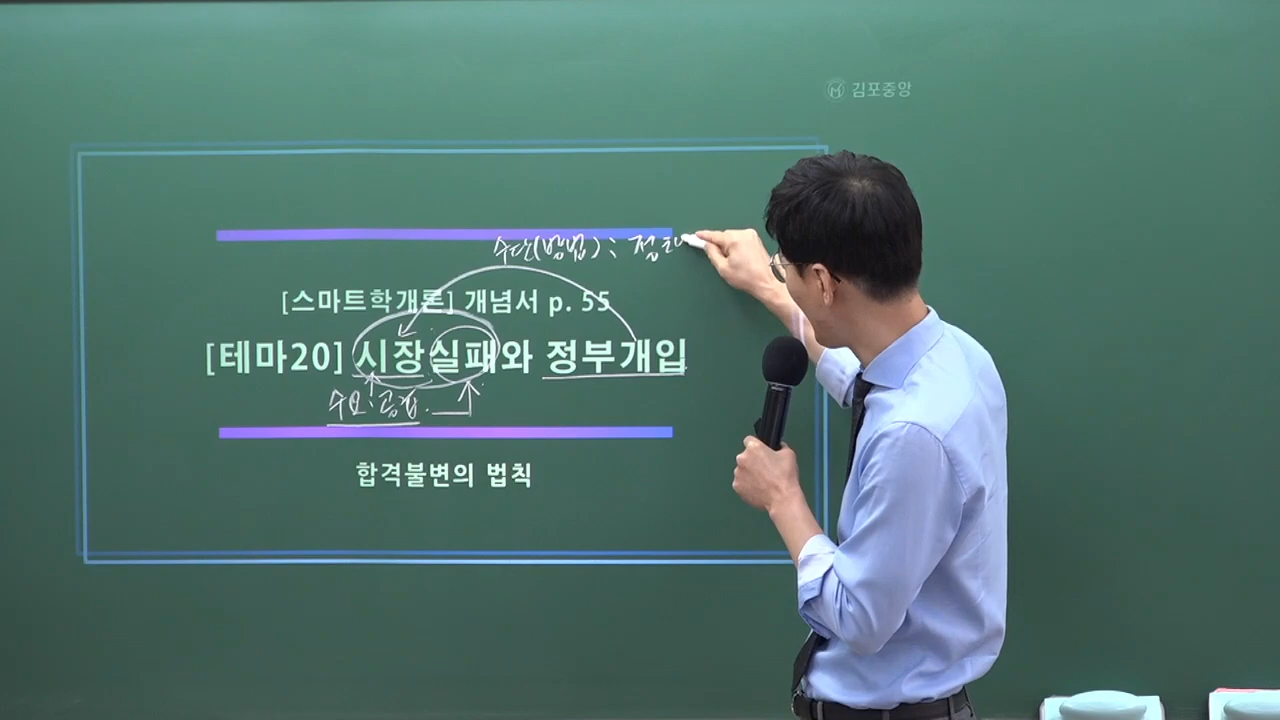 김포중앙
수단(방법) :
[스마트학개론] 개념서 p. 55
[테마20] 시장실패와 정부개입
수요·공급.
합격불변의 법칙